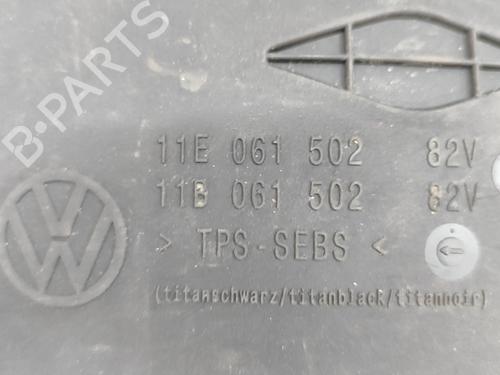 B-PARTS
11E 061 502 82V
11B 061 502 82V
> TPS-SEBS <
(titanschwarz/titanblack/titannoir)